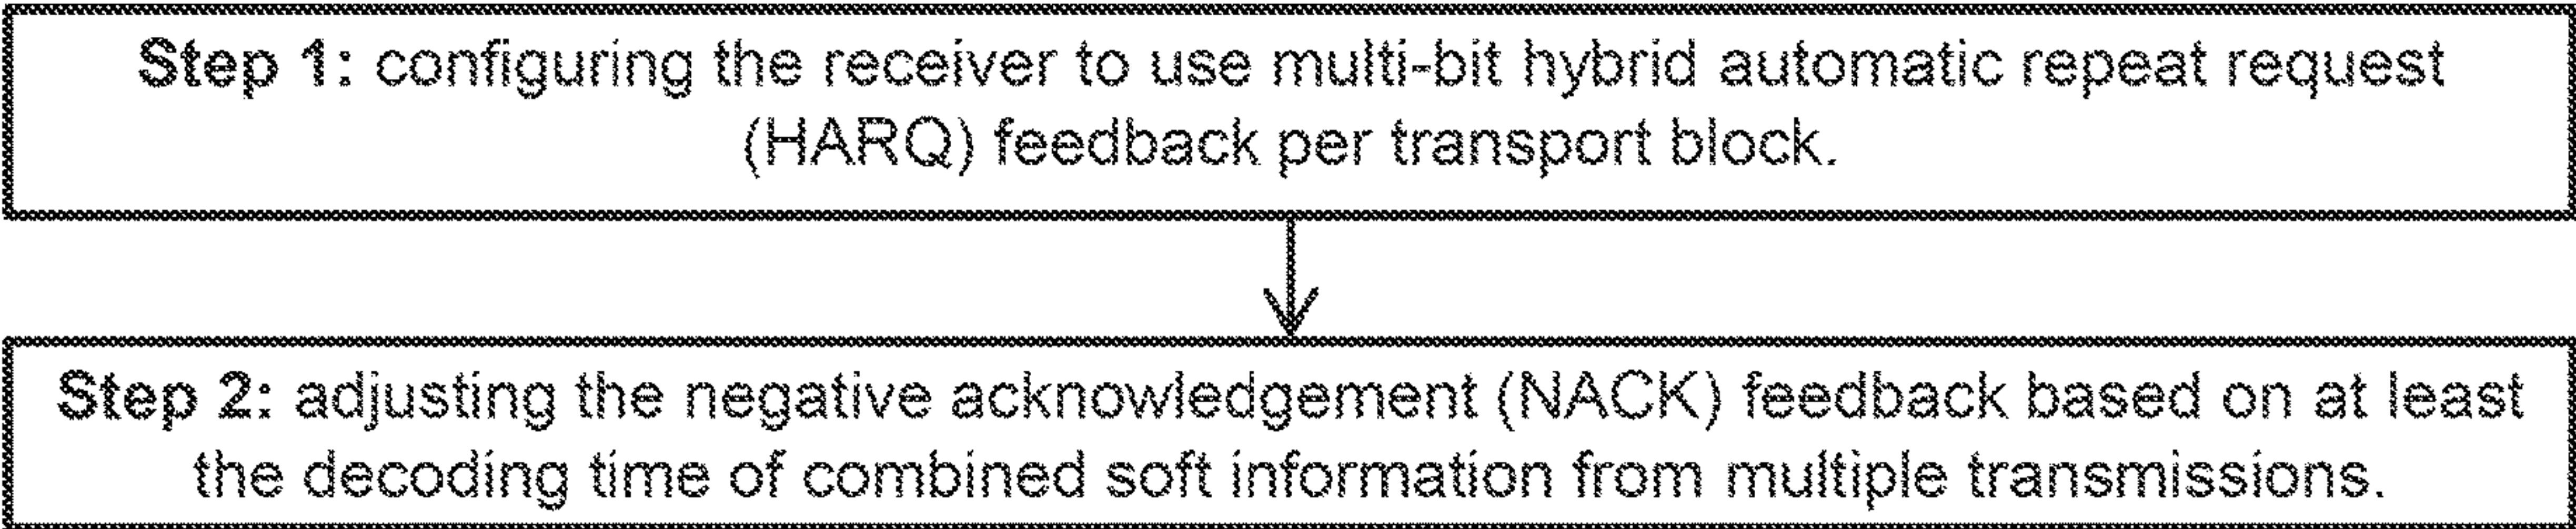 Step 1: configuring the receiver to use multi-bit hybrid automatic repeat request
(HARQ) feedback per transport block.
Step 2: adjusting the negative acknowledgement (NACK) feedback based on at least
the decoding time of combined soft information from multiple transmissions.